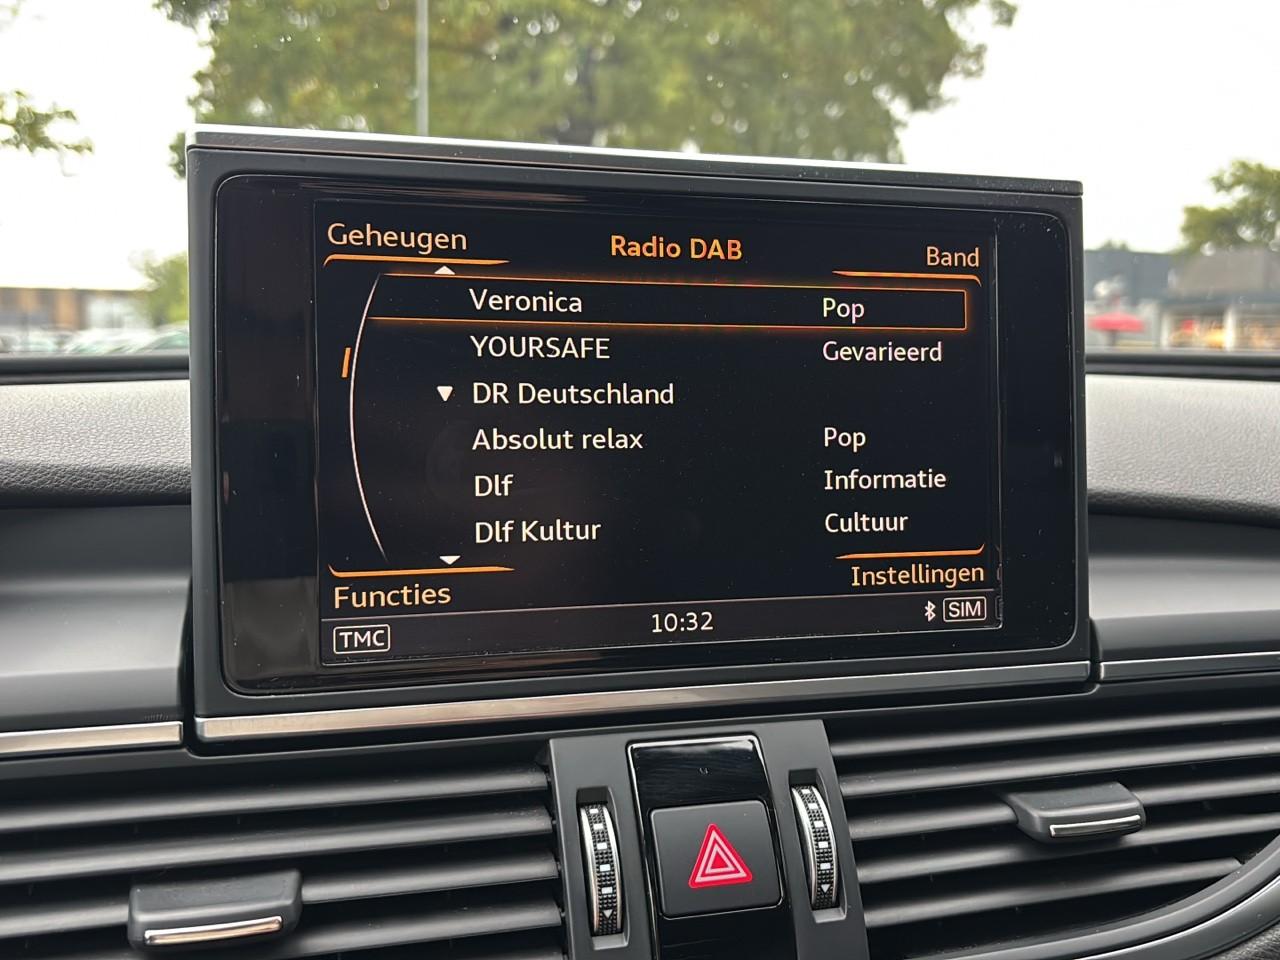 Geheugen Radio DAB Band
Veronica Pop
YOURSAFE Gevarieerd
▼ DR Deutschland
Absolut relax Pop
Dlf Informatie
Dlf Kultur Cultuur
Functies Instellingen
TMC 10:32 SIM